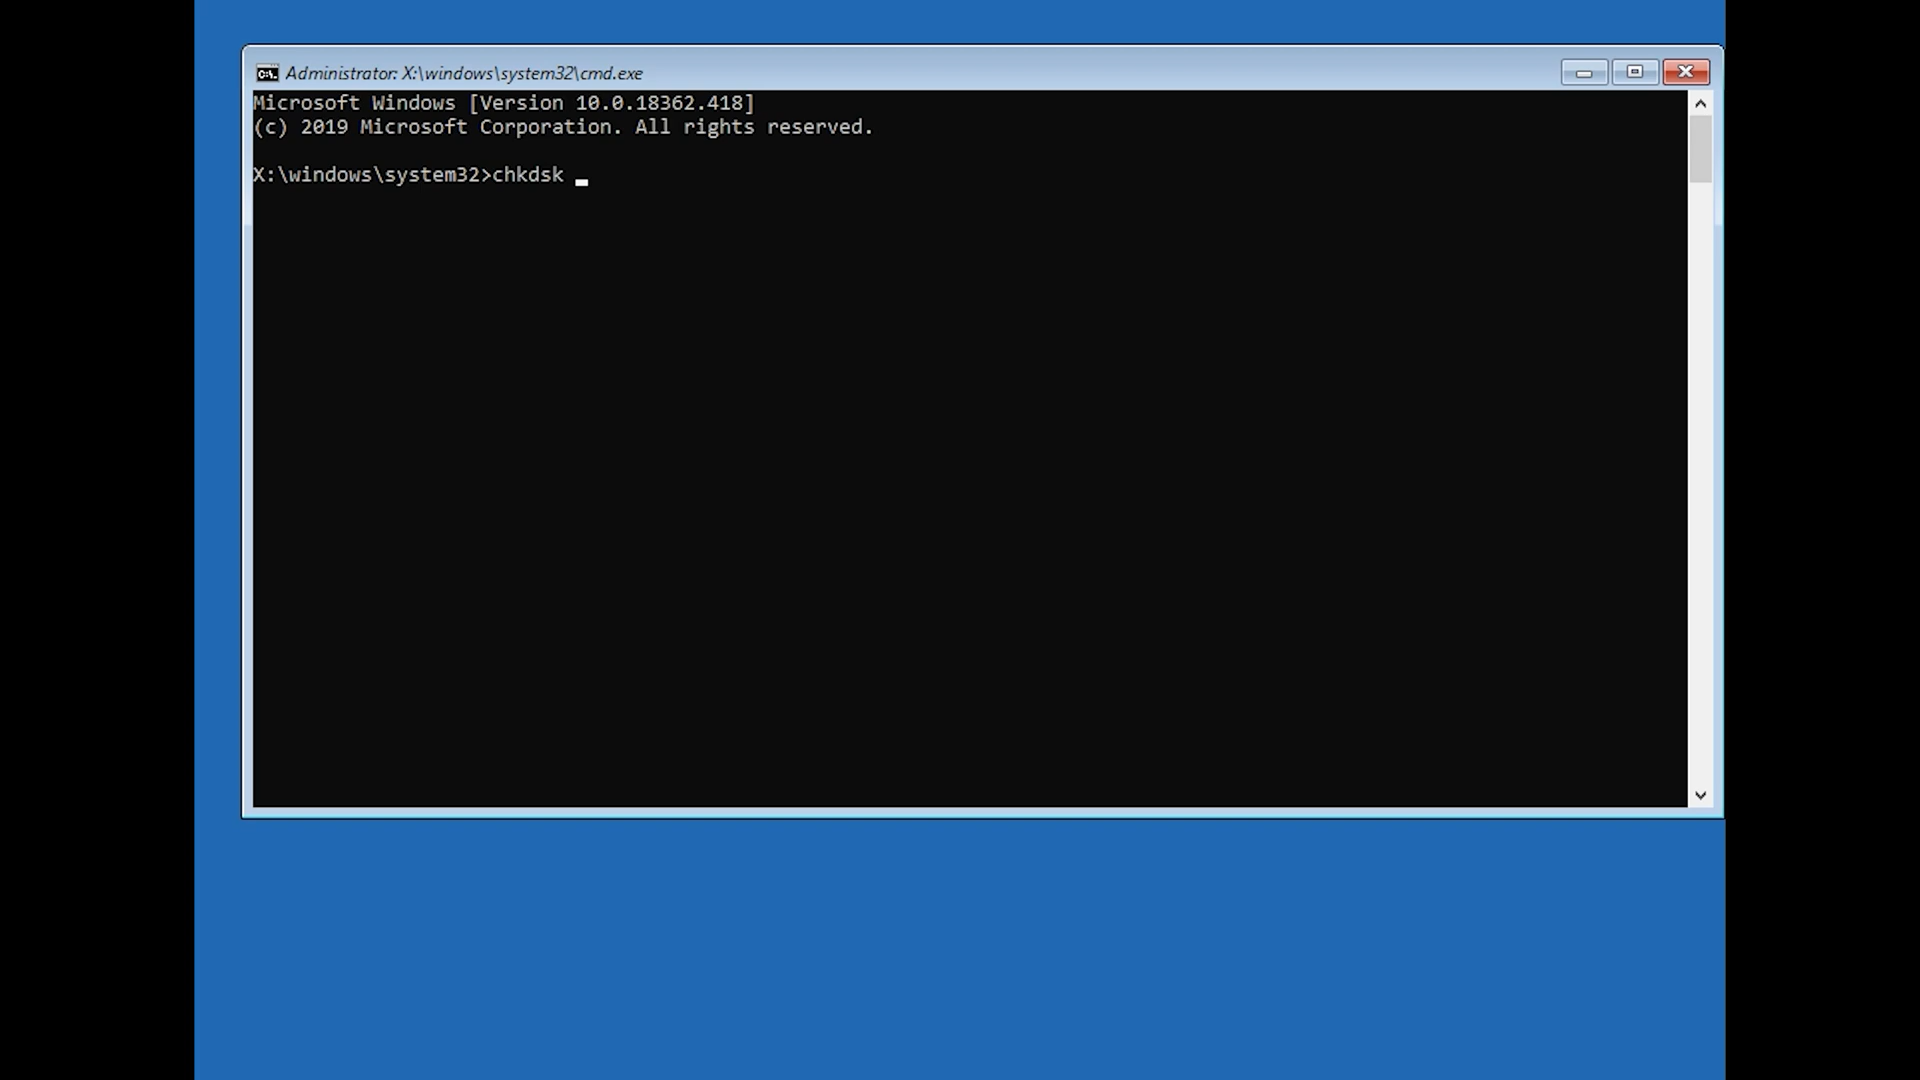 Administrator: X:\windows\system32\cmd.exe
Microsoft Windows [Version 10.0.18362.418]
(c) 2019 Microsoft Corporation. All rights reserved.
X:\windows\system32>chkdsk